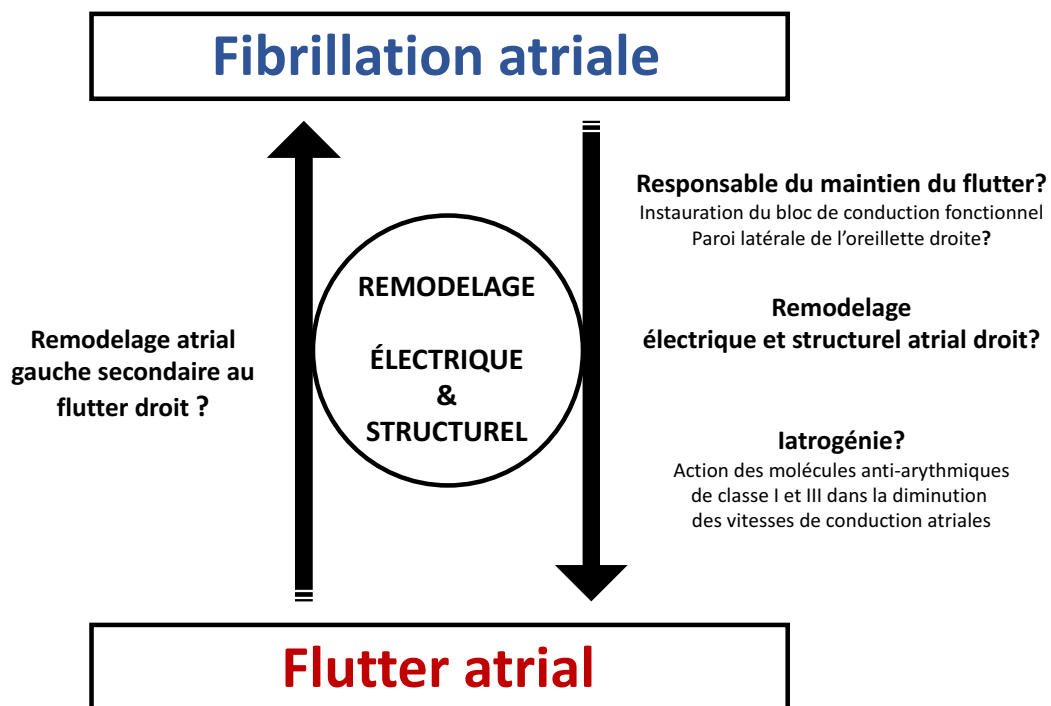 Fibrillation atriale
Responsable du maintien du flutter?
Instauration du bloc de conduction fonctionnel
Paroi latérale de l’oreillette droite?
REMODELAGE
ÉLECTRIQUE
&
STRUCTUREL
Remodelage atrial
gauche secondaire au
flutter droit ?
Remodelage
électrique et structurel atrial droit?
Iatrogénie?
Action des molécules anti-arythmiques
de classe I et III dans la diminution
des vitesses de conduction atriales
Flutter atrial